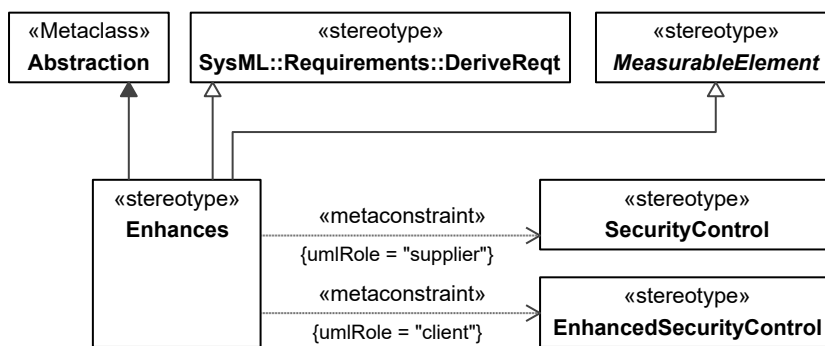 «Metaclass»
Abstraction
«stereotype»
SysML::Requirements::DeriveReqt
«stereotype»
MeasurableElement
«stereotype»
Enhances
«metaconstraint»
{umlRole = "supplier"}
«stereotype»
SecurityControl
«metaconstraint»
{umlRole = "client"}
«stereotype»
EnhancedSecurityControl